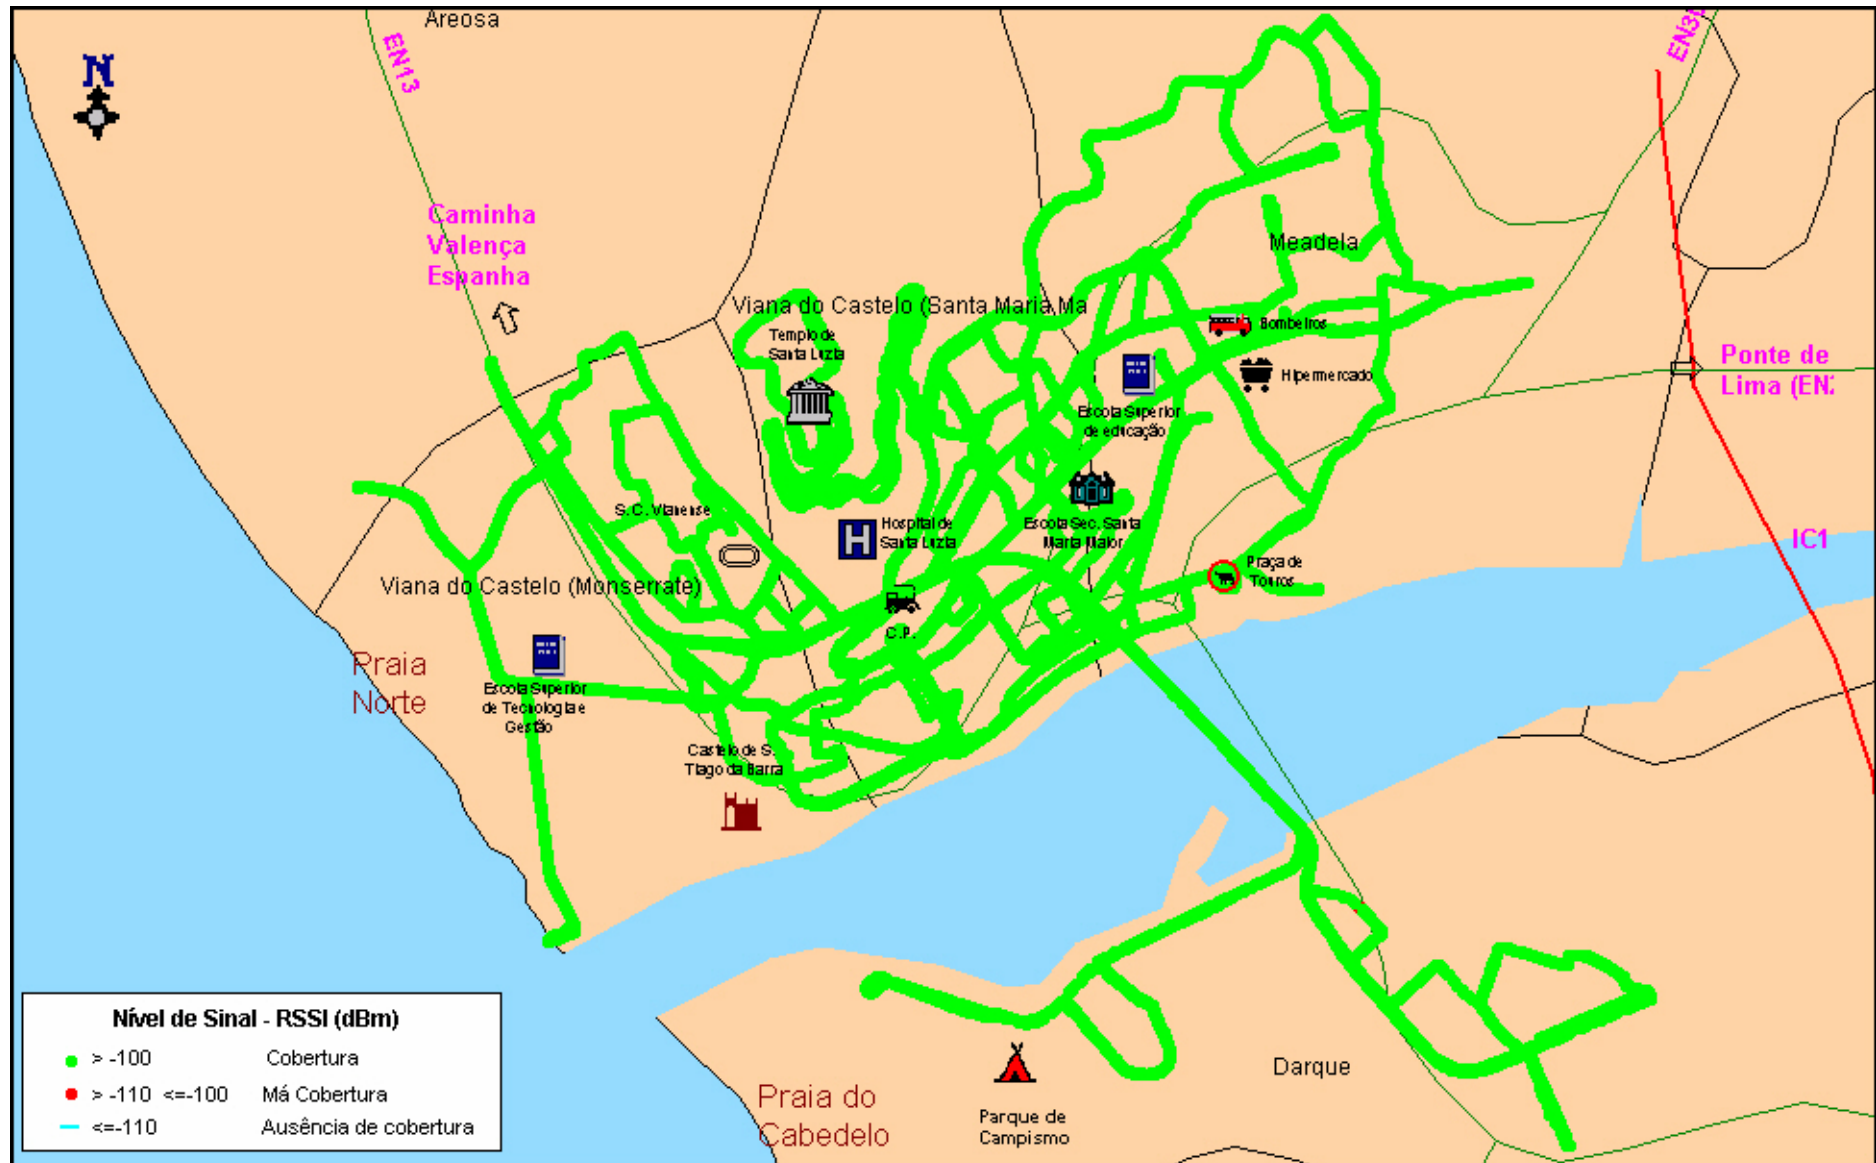 Areosa
N
EN13
Caminha
Valença
Espanha
Meadela
Viana do Castelo (Santa Maria Ma
Templo de
Santa Luzia
Bombeiros
Hipermercado
Ponte de
Lima (EN
Escola Superior
de educação
S.C. Vianense
H
Hospital de
Santa Luzia
Escola Sec. Santa
Maria Maior
IC1
Praça de
Touros
Viana do Castelo (Monserrate)
C.P.
Praia
Norte
Escola Superior
de Tecnologia e
Gestão
Castelo de S.
Tiago da Barra
Darque
Praia do
Cabedelo
Parque de
Campismo
Nível de Sinal - RSSI (dBm)
> -100 Cobertura
> -110 <=-100 Má Cobertura
<=-110 Ausência de cobertura